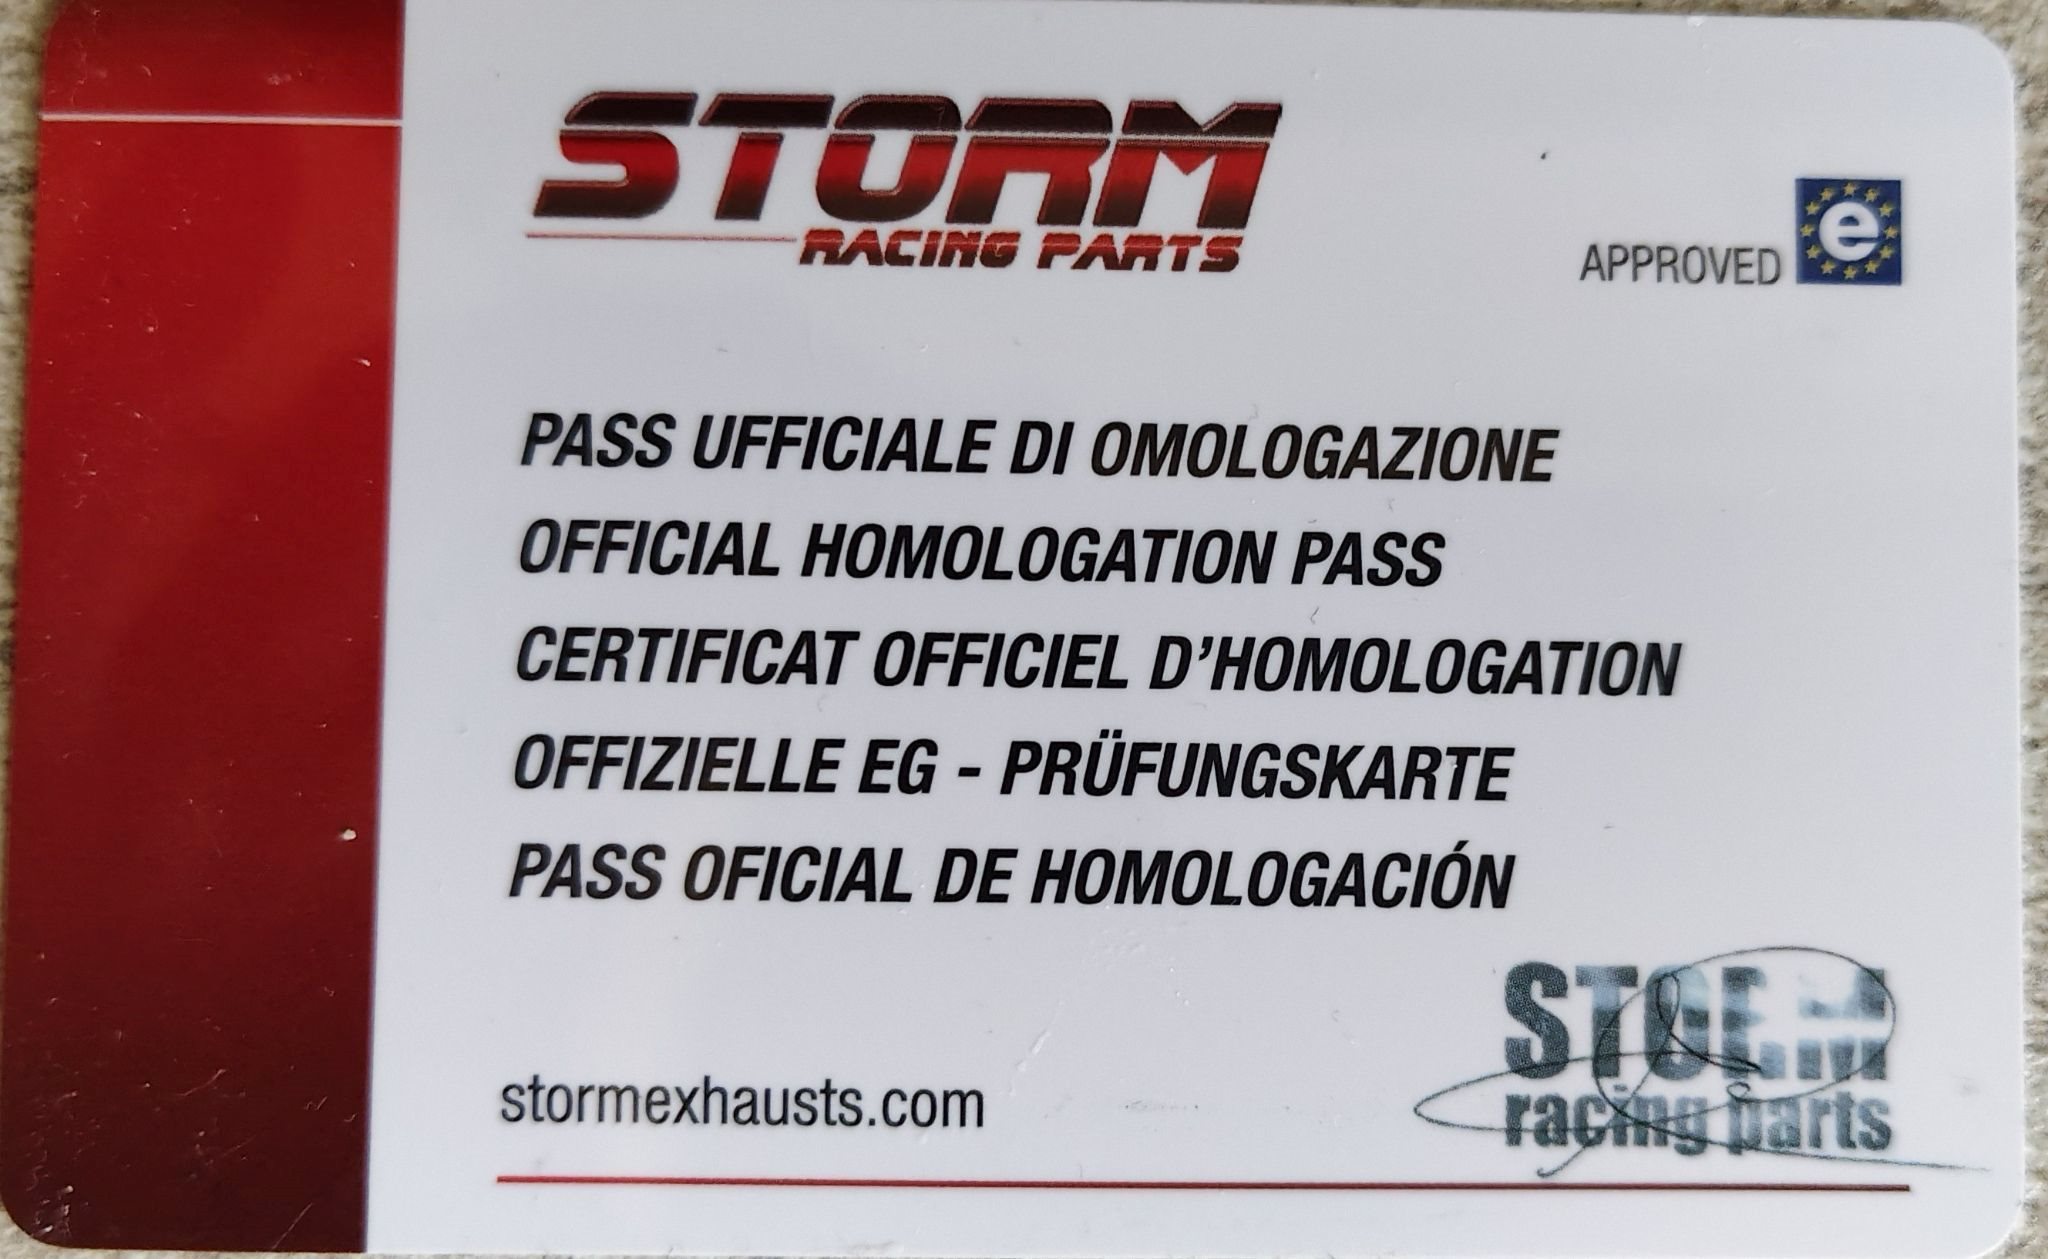 STORM
RACING PARTS
APPROVED e
PASS UFFICIALE DI OMOLOGAZIONE
OFFICIAL HOMOLOGATION PASS
CERTIFICAT OFFICIEL D'HOMOLOGATION
OFFIZIELLE EG - PRÜFUNGSKARTE
PASS OFICIAL DE HOMOLOGACIÓN
STORM
racing parts
stormexhausts.com